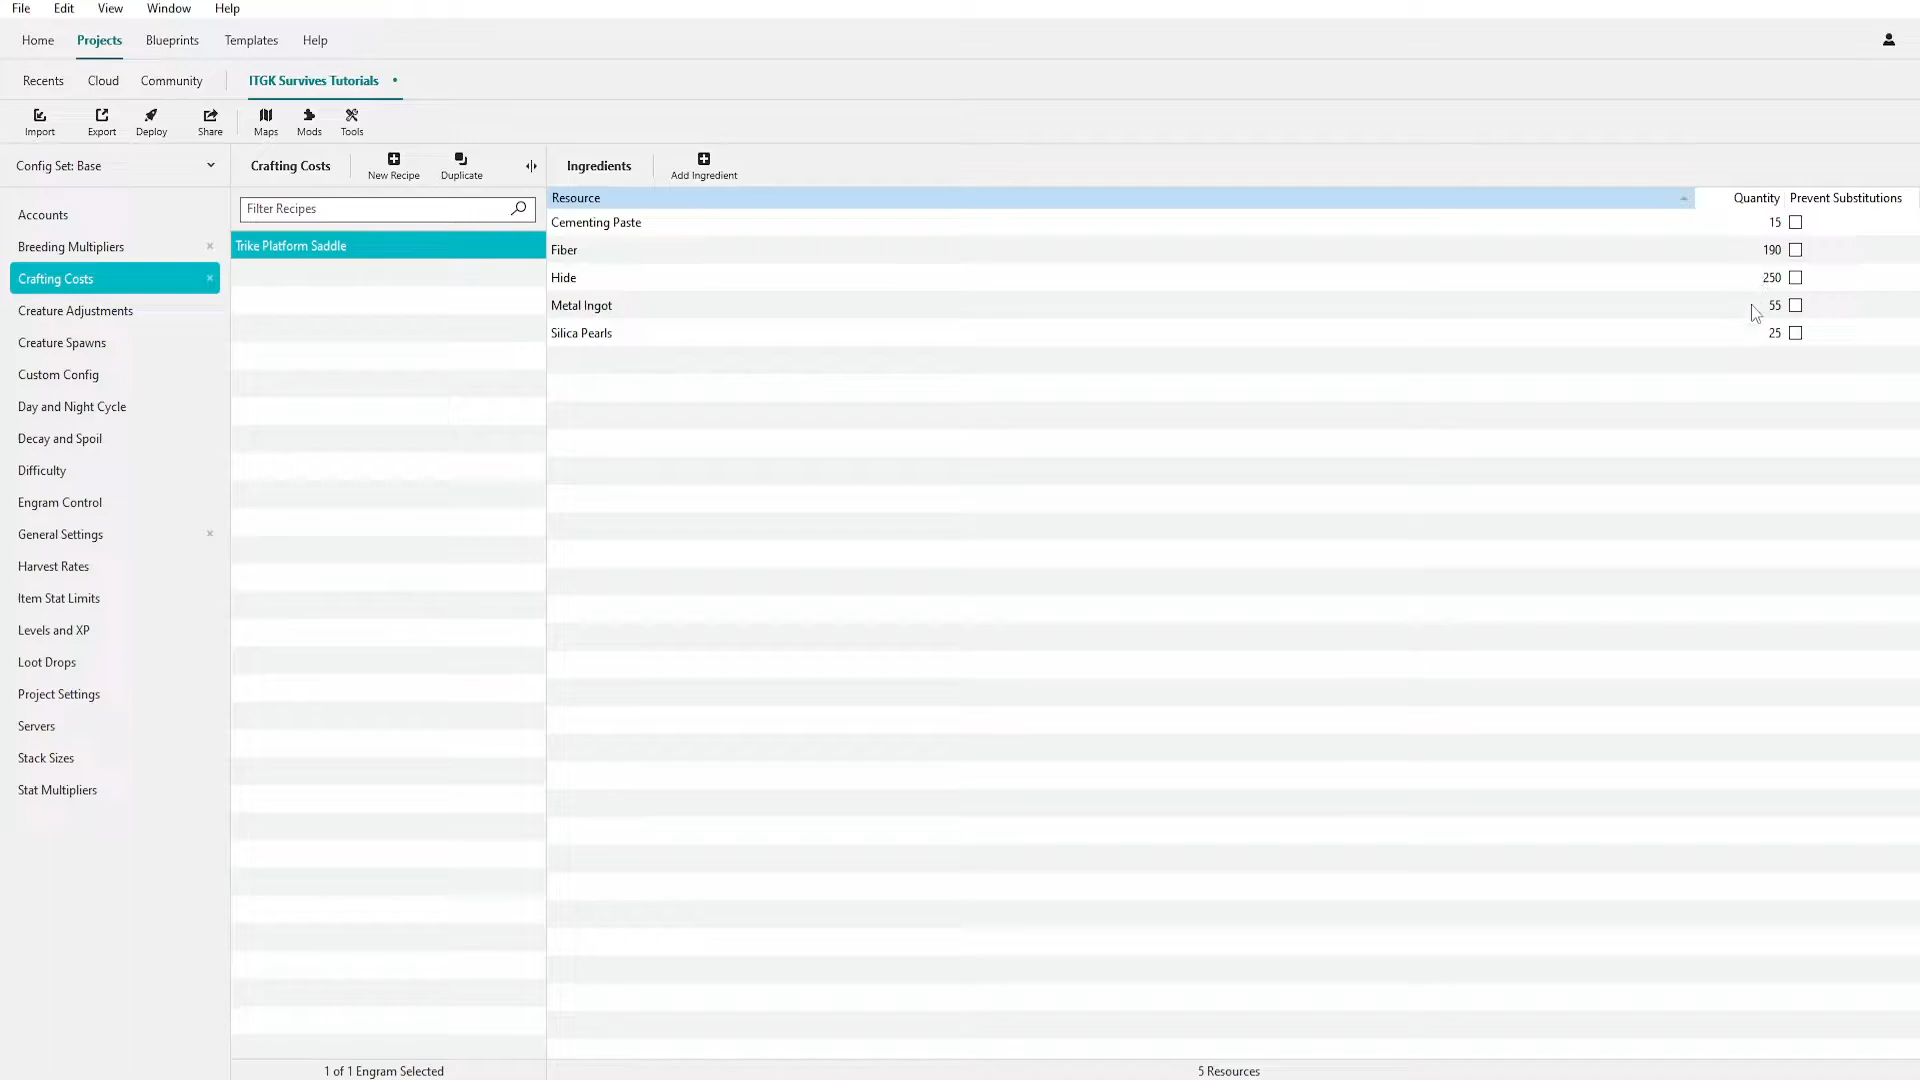 File Edit View Window Help
Home Projects Blueprints Templates Help
Recents Cloud Community ITGK Survives Tutorials •
Import Export Deploy Share Maps Mods Tools
Config Set: Base
Crafting Costs
New Recipe
Duplicate
Ingredients
Add Ingredient
Accounts
Breeding Multipliers
Crafting Costs
Creature Adjustments
Creature Spawns
Custom Config
Day and Night Cycle
Decay and Spoil
Difficulty
Engram Control
General Settings
Harvest Rates
Item Stat Limits
Levels and XP
Loot Drops
Project Settings
Servers
Stack Sizes
Stat Multipliers
Filter Recipes
Trike Platform Saddle
1 of 1 Engram Selected
Resource Quantity Prevent Substitutions
Cementing Paste 15
Fiber 190
Hide 250
Metal Ingot 55
Silica Pearls 25
5 Resources